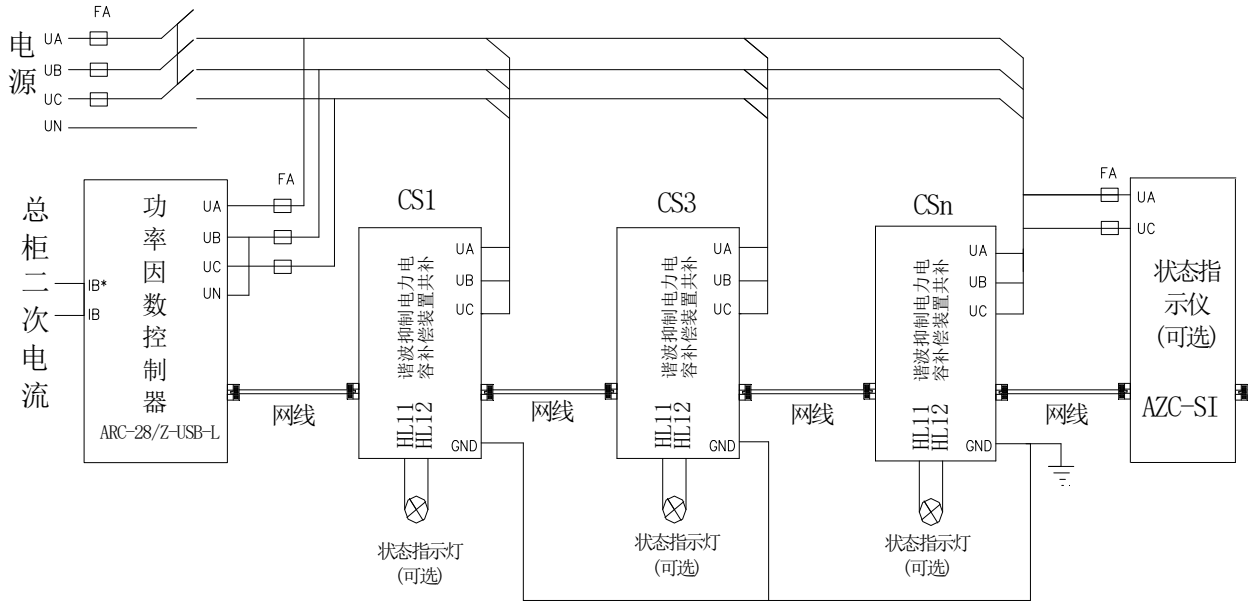 FA
电源
UA
UB
UC
UN
总柜二次电流
IB*
IB
功率因数控制器
ARC-28/Z-USB-L
UA
UB
UC
UN
FA
网线
CS1
UA
UB
UC
谐波抑制电力电
容补偿装置共补
HL11
HL12
GND
状态指示灯
(可选)
网线
CS3
UA
UB
UC
谐波抑制电力电
容补偿装置共补
HL11
HL12
GND
状态指示灯
(可选)
网线
CSn
UA
UB
UC
谐波抑制电力电
容补偿装置共补
HL11
HL12
GND
状态指示灯
(可选)
网线
FA
UA
UC
状态指
示仪
(可选)
AZC-SI